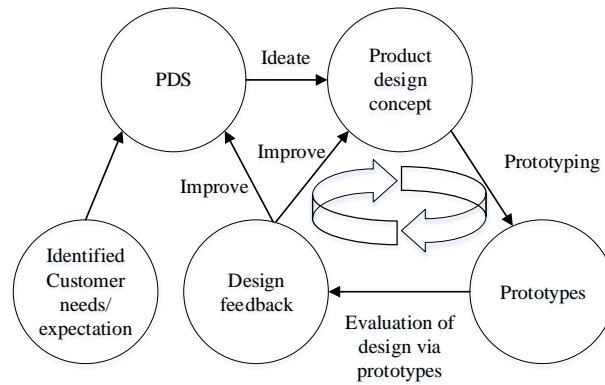 PDS
Ideate
Product
design
concept
Improve
Improve
Prototyping
Identified
Customer
needs/
expectation
Design
feedback
Prototypes
Evaluation of
design via
prototypes